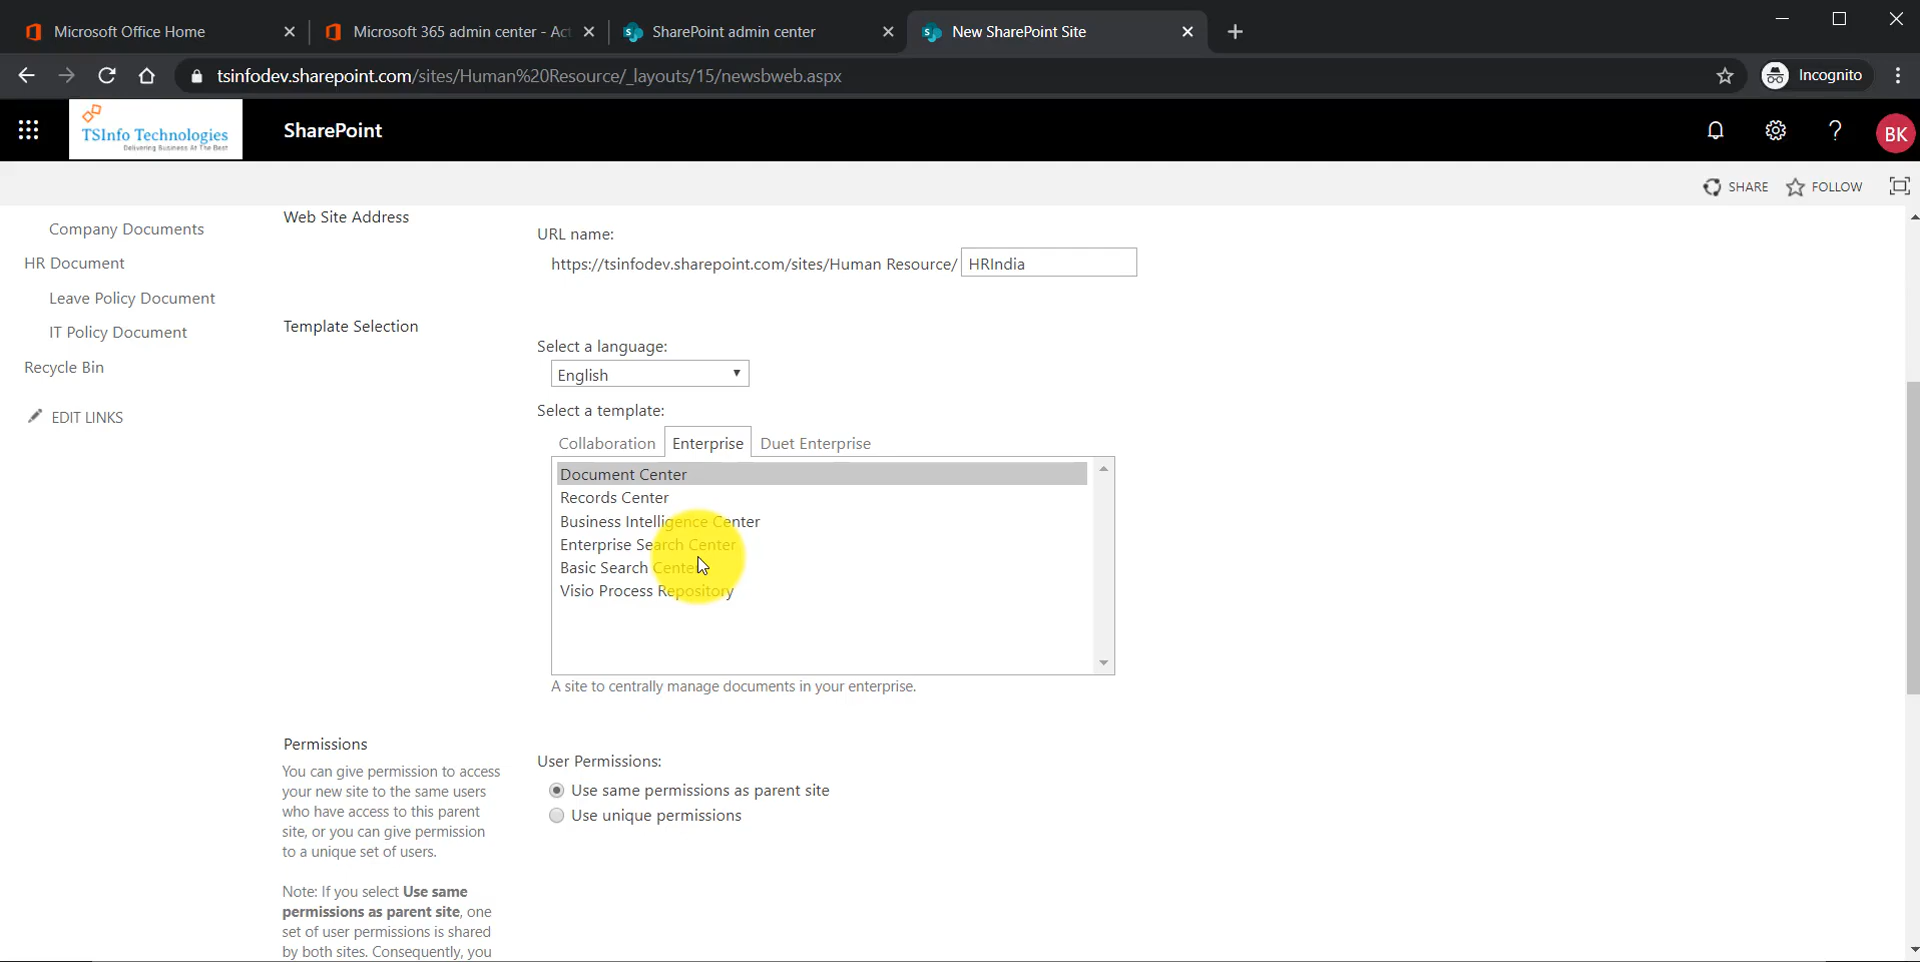 Microsoft Office Home
Microsoft 365 admin center - Act
SharePoint admin center
New SharePoint Site
tsinfodev.sharepoint.com/sites/Human%20Resource/_layouts/15/newsbweb.aspx
Incognito
TSInfo Technologies
Delivering Business At The Best
SharePoint
BK
SHARE
FOLLOW
Company Documents
HR Document
Leave Policy Document
IT Policy Document
Recycle Bin
EDIT LINKS
Web Site Address
URL name:
https://tsinfodev.sharepoint.com/sites/Human Resource/ HRIndia
Template Selection
Select a language:
English
Select a template:
Collaboration Enterprise Duet Enterprise
Document Center
Records Center
Business Intelligence Center
Enterprise Search Center
Basic Search Center
Visio Process Repository
A site to centrally manage documents in your enterprise.
Permissions
You can give permission to access
your new site to the same users
who have access to this parent
site, or you can give permission
to a unique set of users.
Note: If you select Use same
permissions as parent site, one
set of user permissions is shared
by both sites. Consequently, you
User Permissions:
Use same permissions as parent site
Use unique permissions